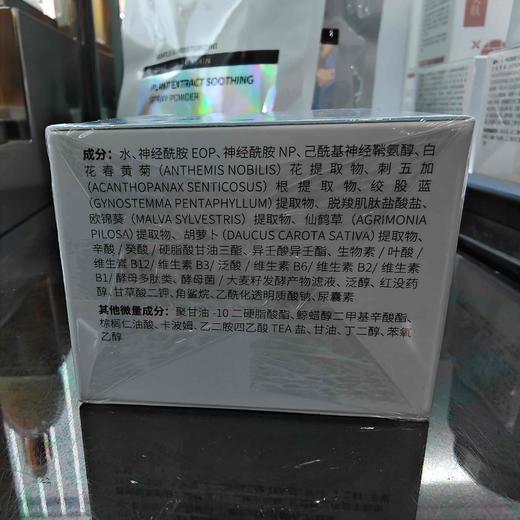 PLANT EXTRACT SOOTHING
成分：水、神经酰胺 EOP、神经酰胺 NP、己酰基神经鞘氨醇、白
花春黄菊(ANTHEMIS NOBILIS)花提取物、刺五加
(ACANTHOPANAX SENTICOSUS)根提取物、绞股蓝
(GYNOSTEMMA PENTAPHYLLUM)提取物、脱羧肌肽盐酸盐、
欧锦葵(MALVA SYLVESTRIS)提取物、仙鹤草(AGRIMONIA
PILOSA)提取物、胡萝卜(DAUCUS CAROTA SATIVA)提取物、
辛酸/癸酸/硬脂酸甘油三酯、异壬酸异壬酯、生物素/叶酸
/维生素 B12/维生素 B3/泛酸/维生素 B6/维生素 B2/维生素
B1/酵母多肽类、酵母菌/大麦籽发酵产物滤液、泛醇、红没药
醇、甘草酸二钾、角鲨烷、乙酰化透明质酸钠、尿囊素
其他微量成分：聚甘油-10 二硬脂酸酯、鲸蜡醇二甲基辛酸酯、
棕榈仁油酸、卡波姆、乙二胺四乙酸 TEA 盐、甘油、丁二醇、苯氧
乙醇